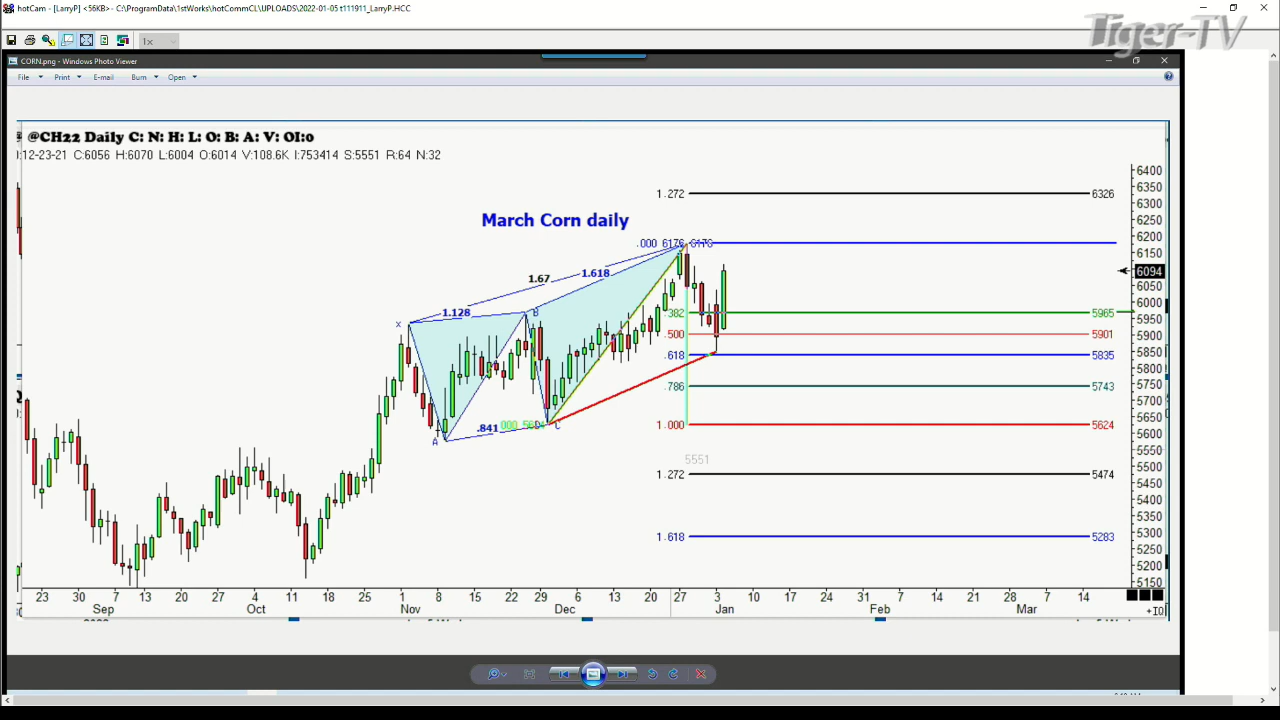 hotCam - [LarryP] <56KB>- C:\ProgramData\1stWorks\hotCommCL\UPLOADS\2022-01-05 t111911_LarryP.HCC
Tiger-TV
1x
CORN.png - Windows Photo Viewer
File Print E-mail Burn Open
@CH22 Daily C: N: H: L: O: B: A: V: OI:0
:12-23-21 C:6056 H:6070 L:6004 O:6014 V:108.6K I:753414 S:5551 R:64 N:32
March Corn daily
1.272 6326
.000 6176 6176
1.67
1.618
1.128
X
B
.382 5965
.500 5901
.618 5835
.786 5743
.841
A
C
1.000 5624
5551
1.272 5474
1.618 5283
6400
6350
6300
6250
6200
6150
6094
6050
6000
5950
5900
5850
5800
5750
5700
5650
5600
5550
5500
5450
5400
5350
5300
5250
5200
5150
23 30 7 13 20 27 4 11 18 25 1 8 15 22 29 6 13 20 27 3 10 17 24 31 7 14 21 28 7 14
Sep Oct Nov Dec Jan Feb Mar
+IO